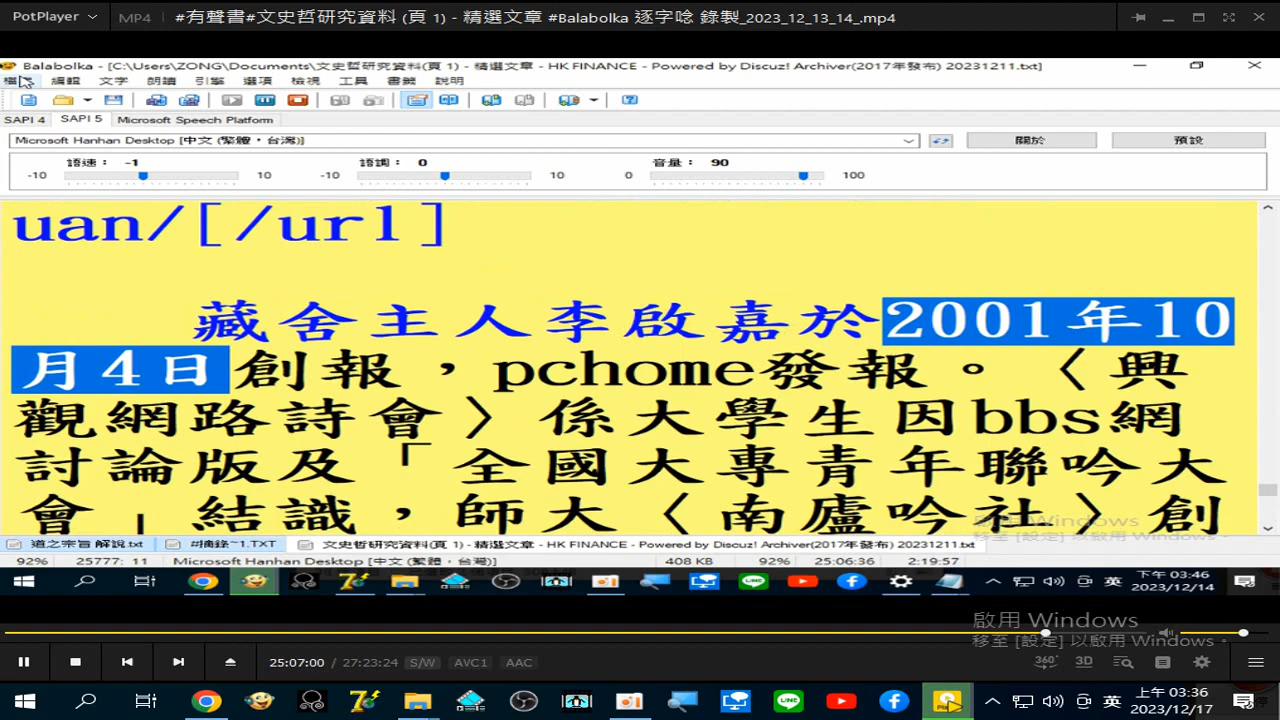 PotPlayer MP4 #有聲書#文史哲研究資料 (頁 1) - 精選文章 #Balabolka 逐字唸 錄製_2023_12_13_14_.mp4
Balabolka - [C:\Users\ZONG\Documents\文史哲研究資料(頁 1) - 精選文章 - HK FINANCE - Powered by Discuz! Archiver(2017年發布) 20231211.txt]
編輯 文字 朗讀 引擎 選項 檢視 工具 書籤 說明
SAPI 4 SAPI 5 Microsoft Speech Platform
Microsoft Hanhan Desktop [中文 (繁體，台灣)] 關於 預設
語速： -1 語調： 0 音量： 90
-10 10 -10 10 0 100
uan/[/url]
藏舍主人李啟嘉於2001年10
月4日創報，pchome發報。〈興
觀網路詩會〉係大學生因bbs網
討論版及「全國大專青年聯吟大
會」結識，師大〈南廬吟社〉創
啟用 Windows
移至 [設定] 以啟用 Windows。
道之宗旨 解說.txt #摘錄~1.TXT 文史哲研究資料(頁 1) - 精選文章 - HK FINANCE - Powered by Discuz! Archiver(2017年發布) 20231211.txt
92% 25777: 11 Microsoft Hanhan Desktop [中文 (繁體，台灣)] 408 KB 92% 25:06:36 2:19:57
英 下午 03:46
2023/12/14
啟用 Windows
移至 [設定] 以啟用 Windows。
25:07:00 / 27:23:24 S/W AVC1 AAC 360° 3D
英 上午 03:36
2023/12/17